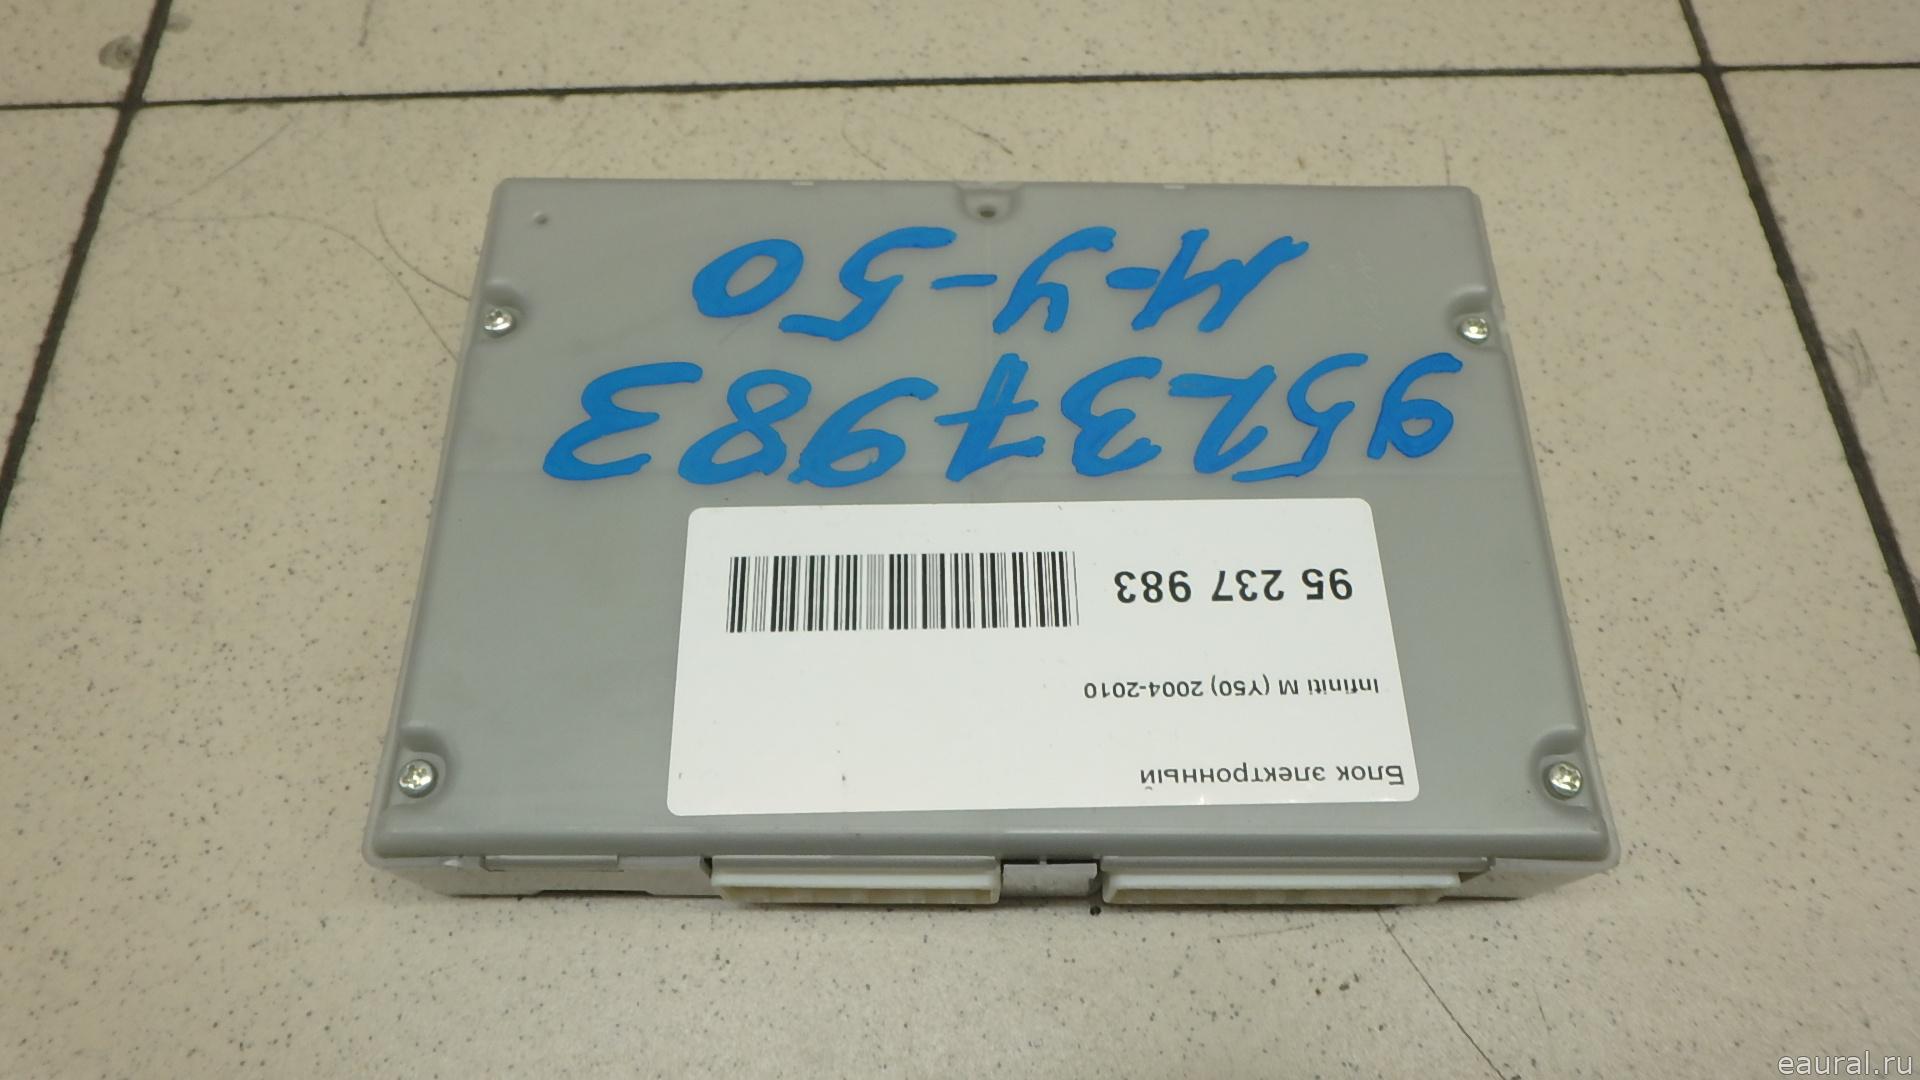 Блок электронный
Infiniti M (Y50) 2004-2010
95 237 983
95237983
M-Y-50
eaural.ru